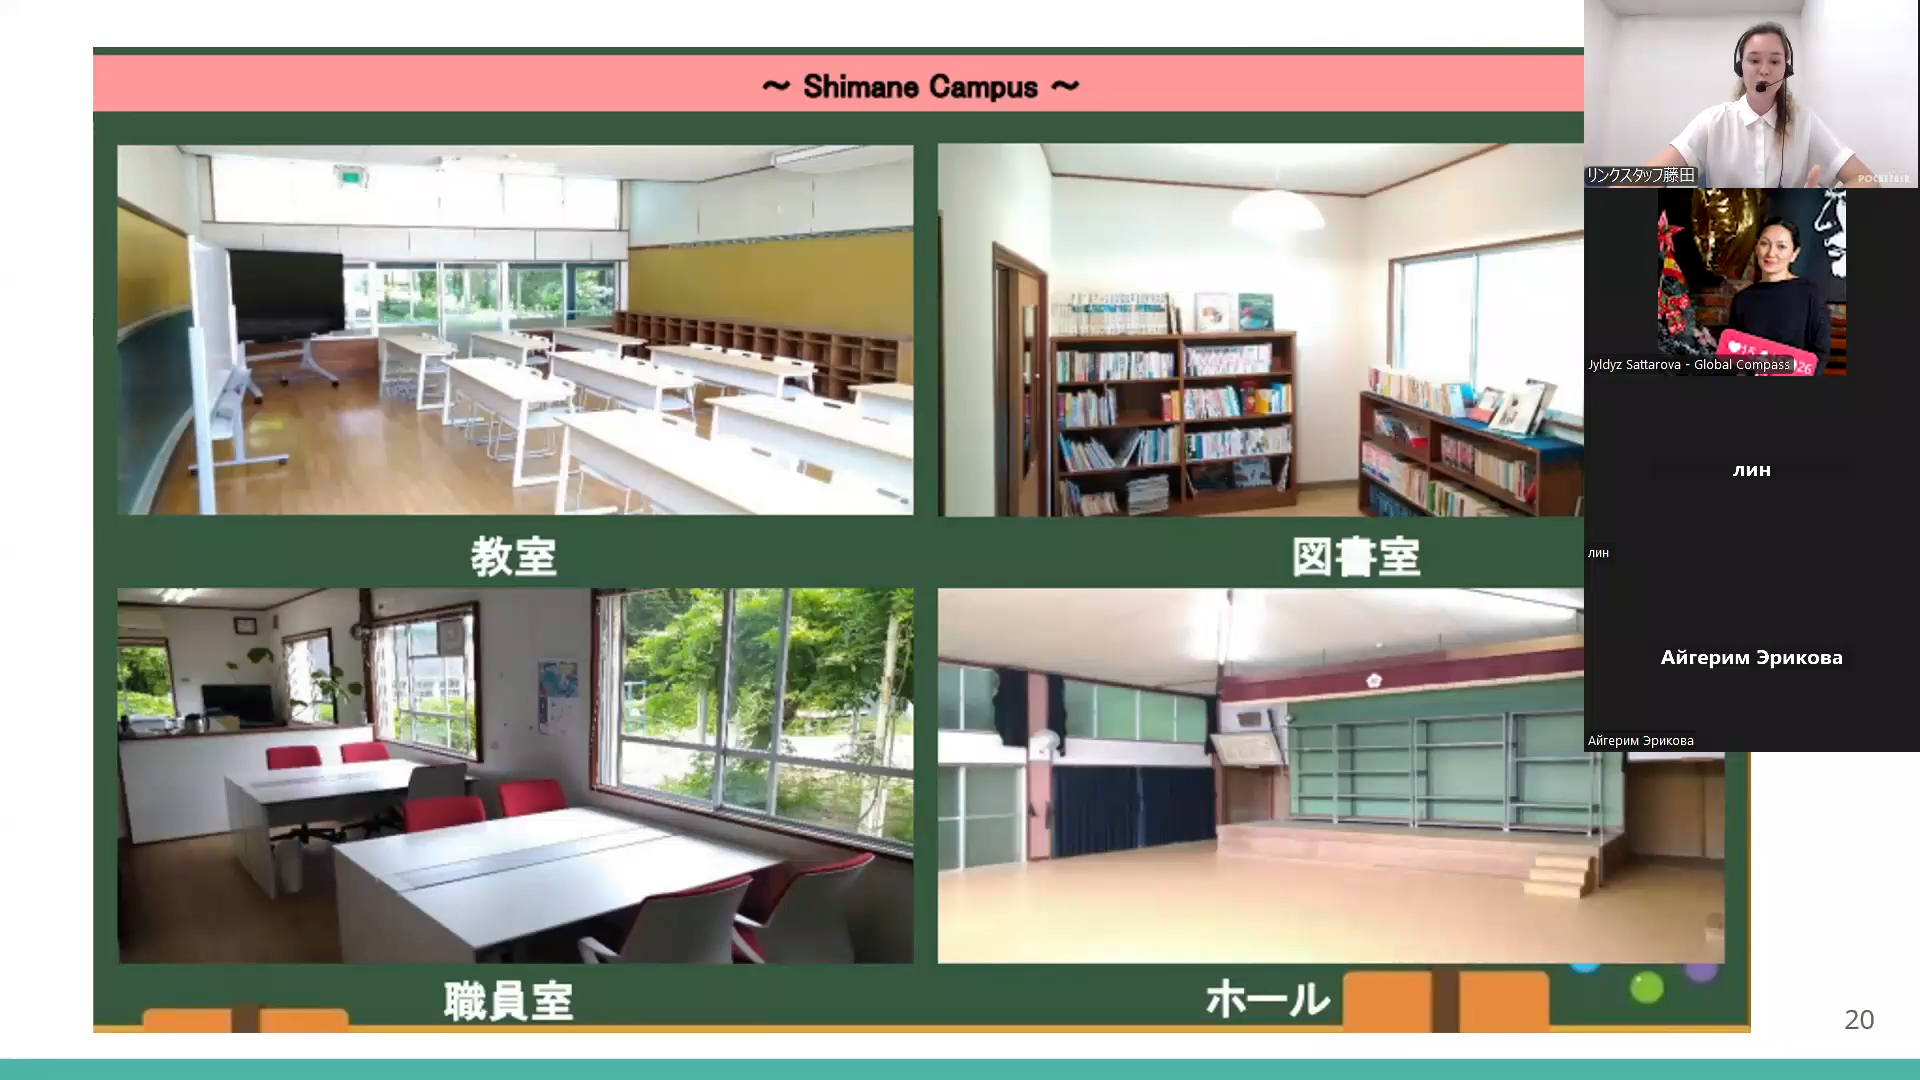 ～ Shimane Campus ～
教室
図書室
職員室
ホール
20
リンクスタッフ藤田
POCKETALK
Jyldyz Sattarova - Global Compass
лин
лин
Айгерим Эрикова
Айгерим Эрикова